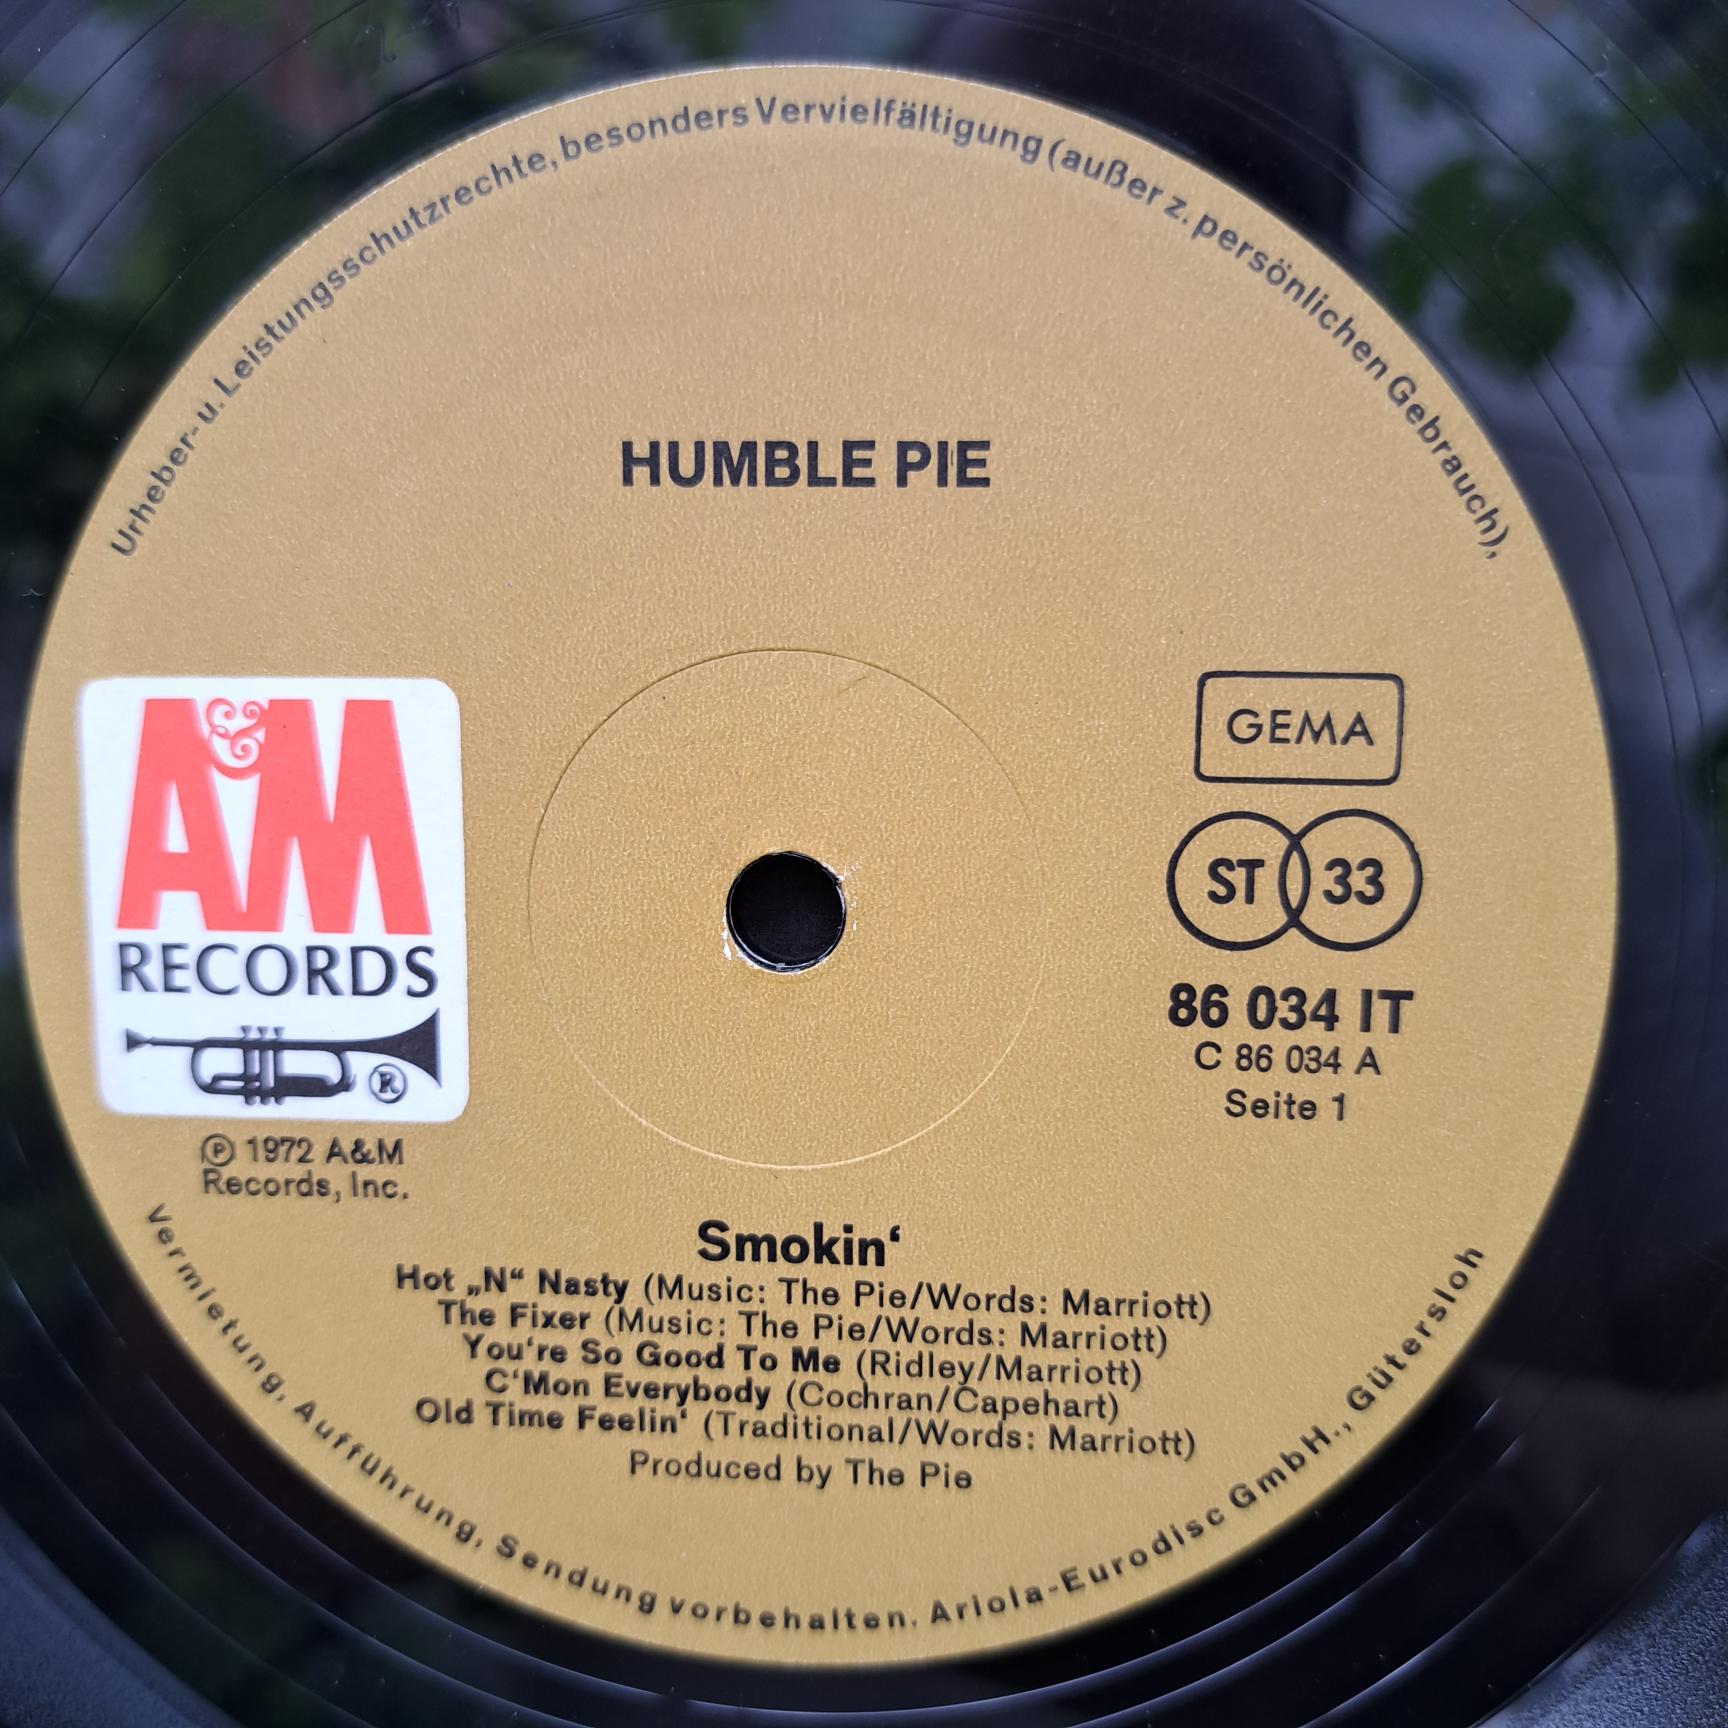 Urheber- u. Leistungsschutzrechte, besonders Vervielfältigung (außer z. persönlichen Gebrauch),
HUMBLE PIE
A&M
RECORDS
®
℗ 1972 A&M
Records, Inc.
GEMA
ST 33
86 034 IT
C 86 034 A
Seite 1
Smokin‘
Hot „N“ Nasty (Music: The Pie/Words: Marriott)
The Fixer (Music: The Pie/Words: Marriott)
You‘re So Good To Me (Ridley/Marriott)
C‘Mon Everybody (Cochran/Capehart)
Old Time Feelin‘ (Traditional/Words: Marriott)
Produced by The Pie
Vermietung, Aufführung, Sendung vorbehalten. Ariola-Eurodisc GmbH., Gütersloh